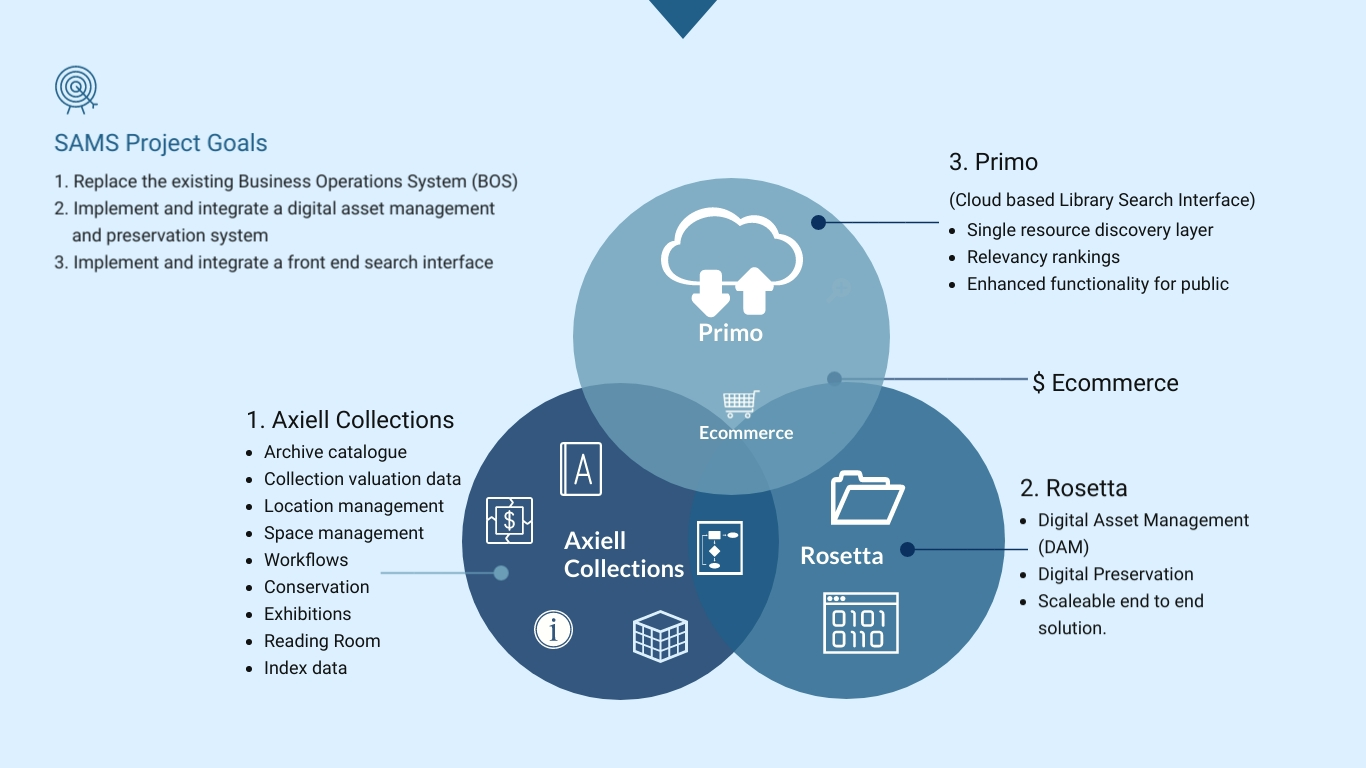 SAMS Project Goals
1. Replace the existing Business Operations System (BOS)
2. Implement and integrate a digital asset management
and preservation system
3. Implement and integrate a front end search interface
3. Primo
(Cloud based Library Search Interface)
• Single resource discovery layer
• Relevancy rankings
• Enhanced functionality for public
Primo
$ Ecommerce
Ecommerce
1. Axiell Collections
• Archive catalogue
• Collection valuation data
• Location management
• Space management
• Workflows
• Conservation
• Exhibitions
• Reading Room
• Index data
A
$
Axiell
Collections
i
Rosetta
0101
0110
2. Rosetta
• Digital Asset Management
(DAM)
• Digital Preservation
• Scaleable end to end
solution.